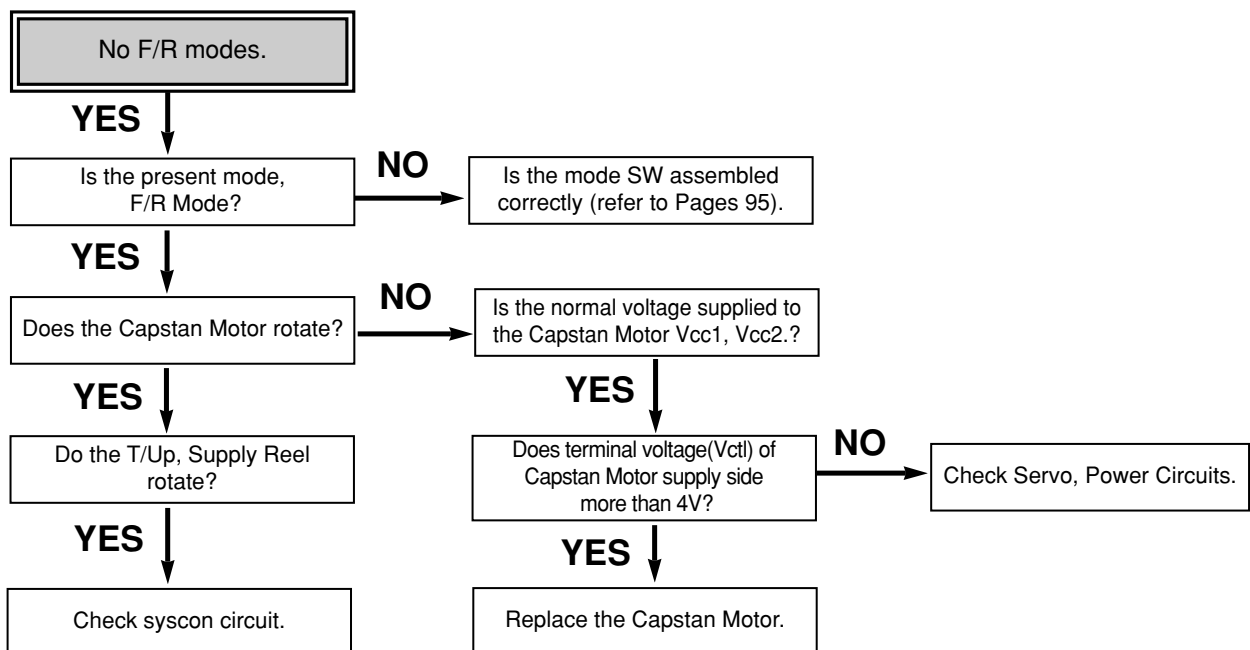 No F/R modes.
YES
Is the present mode,
F/R Mode?
NO
Is the mode SW assembled
correctly (refer to Pages 95).
YES
Does the Capstan Motor rotate?
NO
Is the normal voltage supplied to
the Capstan Motor Vcc1, Vcc2.?
YES
YES
Do the T/Up, Supply Reel
rotate?
Does terminal voltage(Vctl) of
Capstan Motor supply side
more than 4V?
NO
Check Servo, Power Circuits.
YES
YES
Check syscon circuit.
Replace the Capstan Motor.